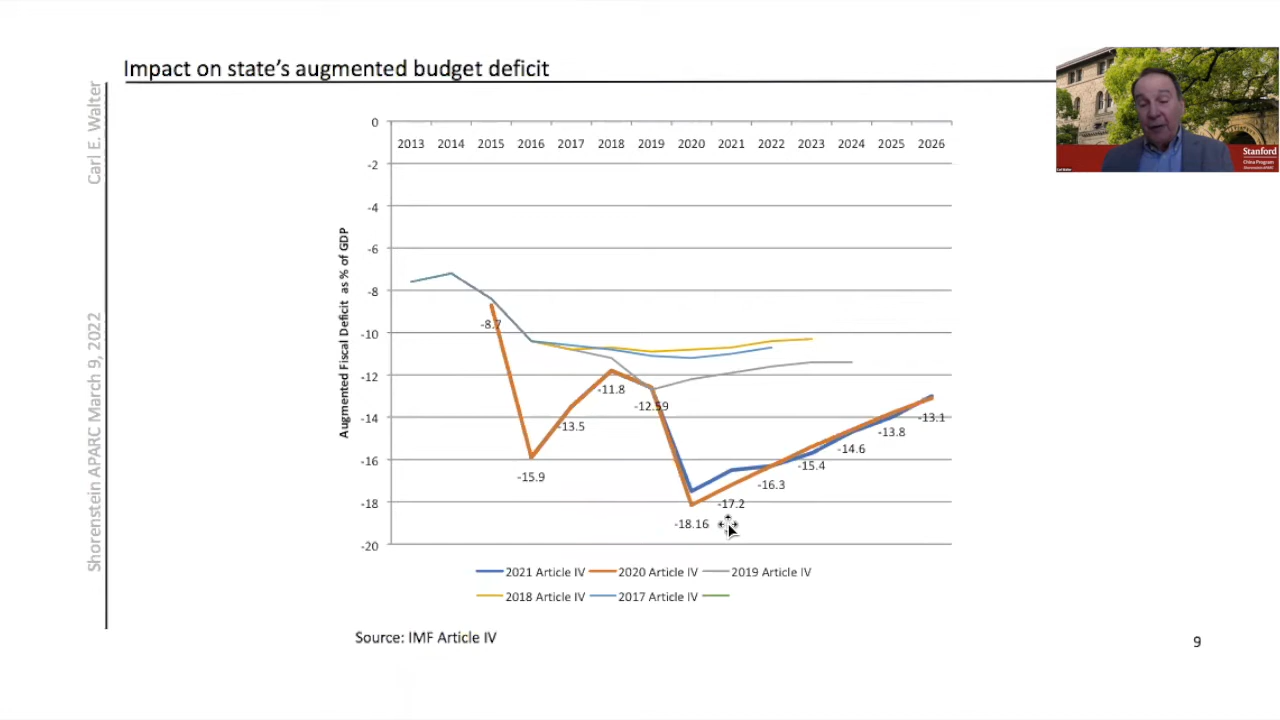 Impact on state's augmented budget deficit
Carl E. Walter
Shorenstein APARC March 9, 2022
Stanford
China Program
0
2013 2014 2015 2016 2017 2018 2019 2020 2021 2022 2023 2024 2025 2026
-2
-4
-6
-8
-10
-12
-14
-16
-18
-20
Augmented Fiscal Deficit as % of GDP
-8.7
-15.9
-13.5
-11.8
-12.59
-18.16
-17.2
-16.3
-15.4
-14.6
-13.8
-13.1
2021 Article IV 2020 Article IV 2019 Article IV
2018 Article IV 2017 Article IV
Source: IMF Article IV
9